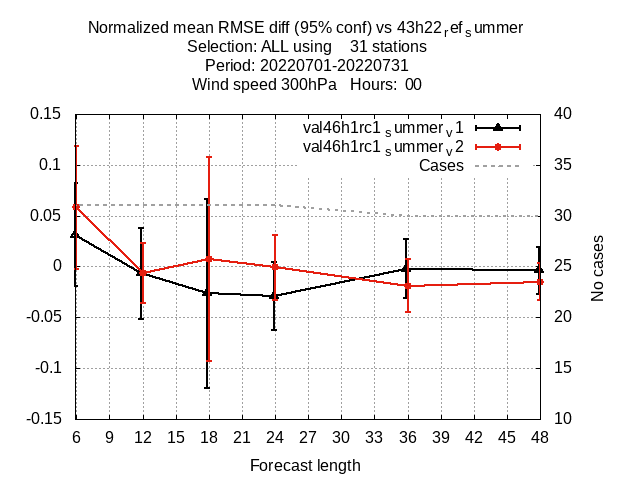 Normalized mean RMSE diff (95% conf) vs 43h22refsummer
Selection: ALL using 31 stations
Period: 20220701-20220731
Wind speed 300hPa Hours: 00
0.15 40
val46h1rc1summerv1
val46h1rc1summerv2
0.1 35
Cases
0.05 30
0 25
No cases
-0.05 20
-0.1 15
-0.15 10
6 9 12 15 18 21 24 27 30 33 36 39 42 45 48
Forecast length